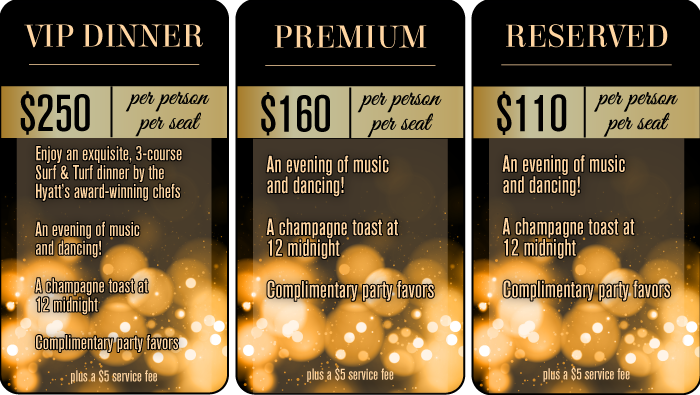 VIP DINNER
$250
per person
per seat
Enjoy an exquisite, 3-course
Surf & Turf dinner by the
Hyatt's award-winning chefs
An evening of music
and dancing!
A champagne toast at
12 midnight
Complimentary party favors
plus a $5 service fee
PREMIUM
$160
per person
per seat
An evening of music
and dancing!
A champagne toast at
12 midnight
Complimentary party favors
plus a $5 service fee
RESERVED
$110
per person
per seat
An evening of music
and dancing!
A champagne toast at
12 midnight
Complimentary party favors
plus a $5 service fee